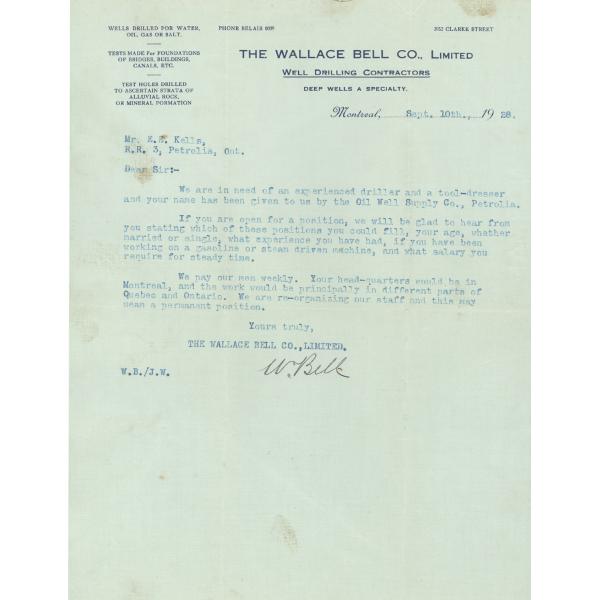 WELLS DRILLED FOR WATER,
OIL, GAS OR SALT.
TESTS MADE For FOUNDATIONS
OF BRIDGES, BUILDINGS,
CANALS, ETC.
TEST HOLES DRILLED
TO ASCERTAIN STRATA OF
ALLUVIAL ROCK,
OR MINERAL FORMATION
PHONE BELAIR
CLARKE STREET
THE WALLACE BELL CO., LIMITED
WELL DRILLING CONTRACTORS
DEEP WELLS A SPECIALTY.
Montreal, Sept. 10th., 1928.
Mr. E. Kells,
R.R. 3, Petrolia, Ont.
Dear Sir:-
We are in need of an experienced driller and a tool-dresser
and your name has been given to us by the Oil Well Supply Co., Petrolia.
If you are open for a position, we will be glad to hear from
you stating which of these positions you could fill, your age, whether
married or single, what experience you have had, if you have been
working on a gasoline or steam driven machine, and what salary you
require for steady time.
We pay our men weekly. Your head-quarters would be in
Montreal, and the work would be principally in different parts of
Quebec and Ontario. We are re-organizing our staff and this may
mean a permanent position.
Yours truly,
THE WALLACE BELL CO.,LIMITED.
W.B./J.W.
W. Bell